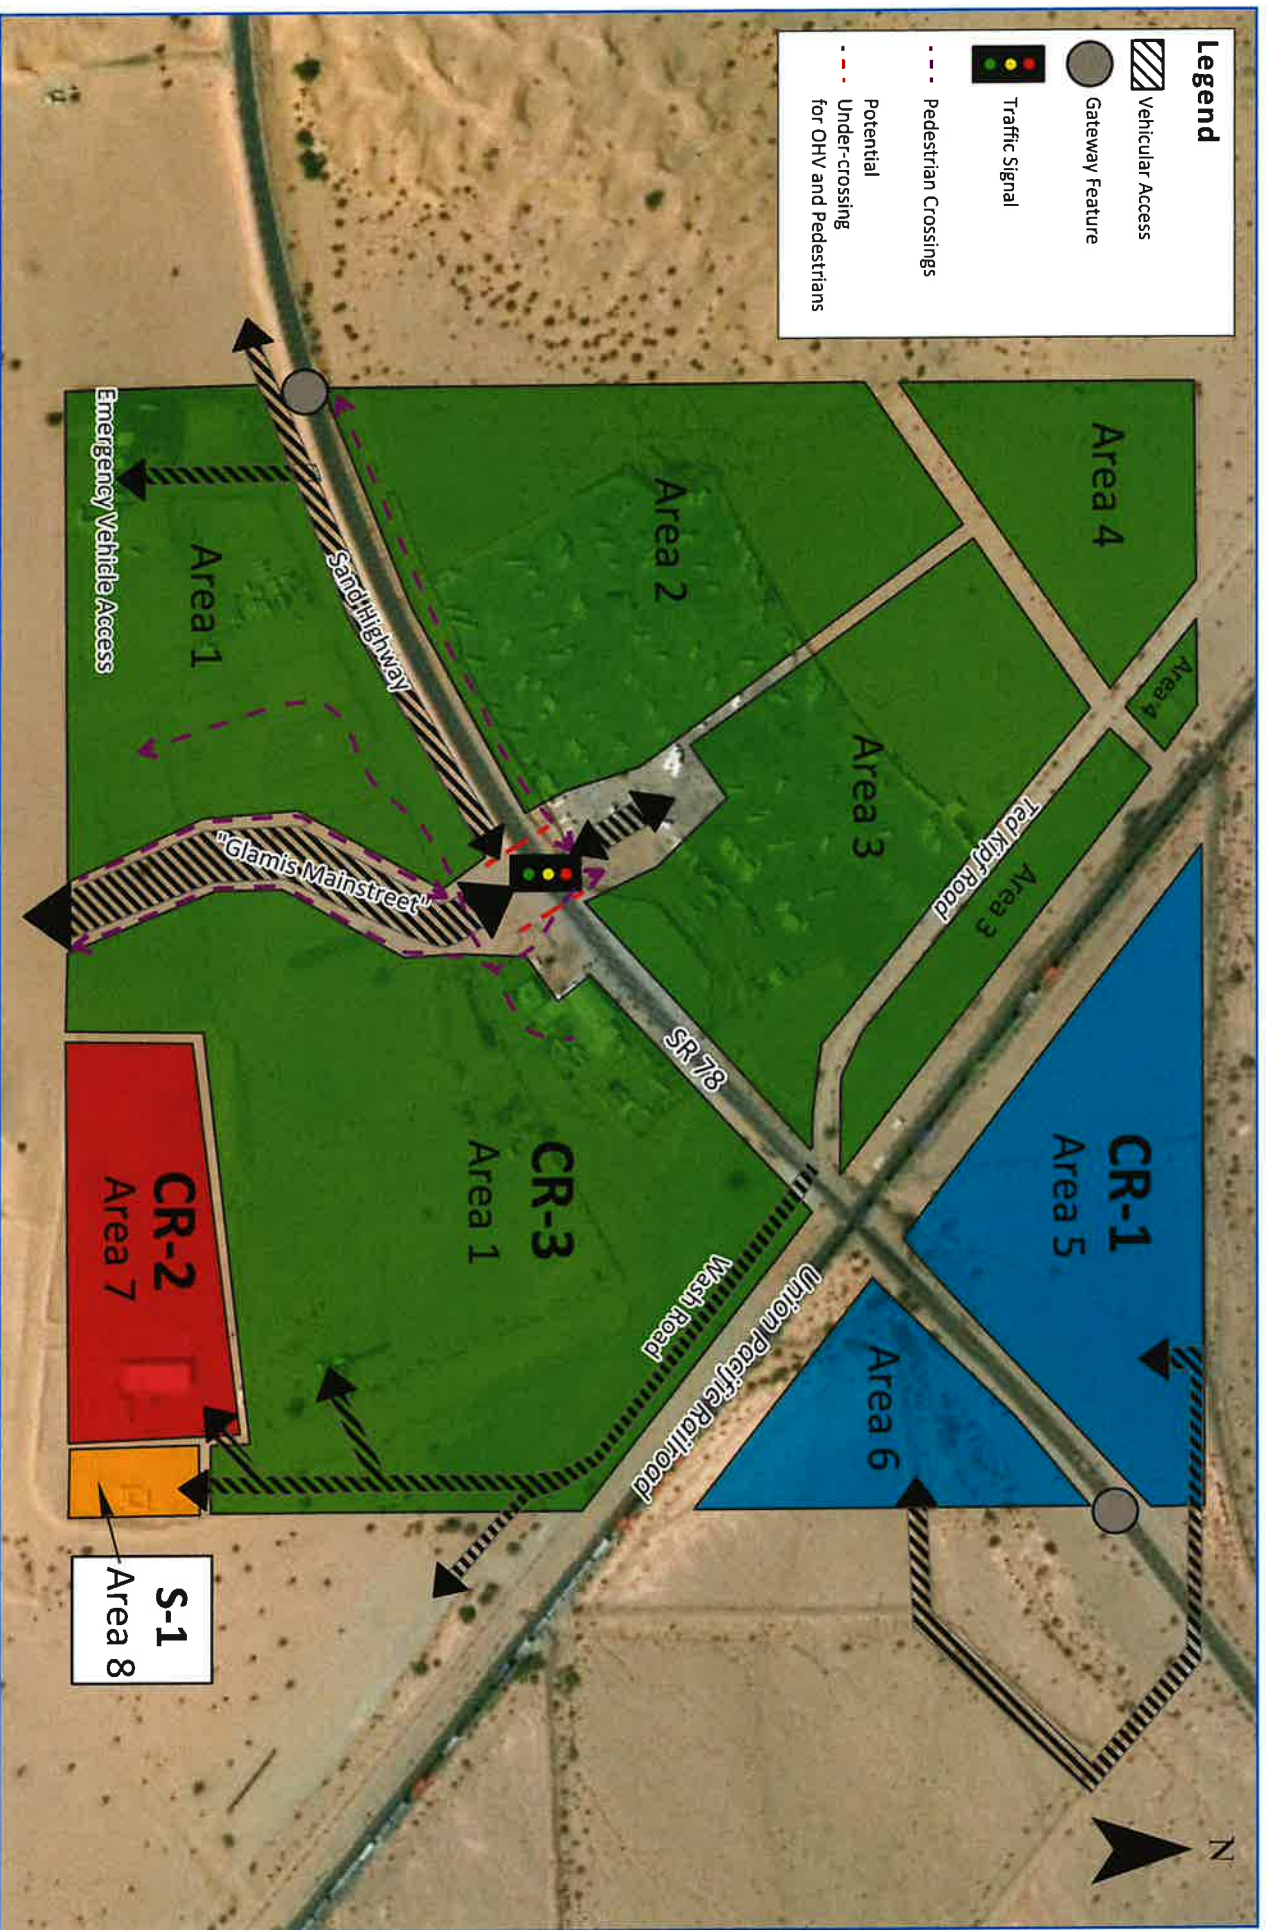 Legend
Vehicular Access
Gateway Feature
Traffic Signal
Pedestrian Crossings
Potential
Under-crossing
for OHV and Pedestrians
N
Area 4
Area 4
CR-1
Area 5
Ted Kipf Road
Area 3
Area 3
Area 2
Area 6
SR 78
Union Pacific Railroad
Wash Road
Sand Highway
CR-3
Area 1
Area 1
"Glamis Mainstreet"
Emergency Vehicle Access
CR-2
Area 7
S-1
Area 8